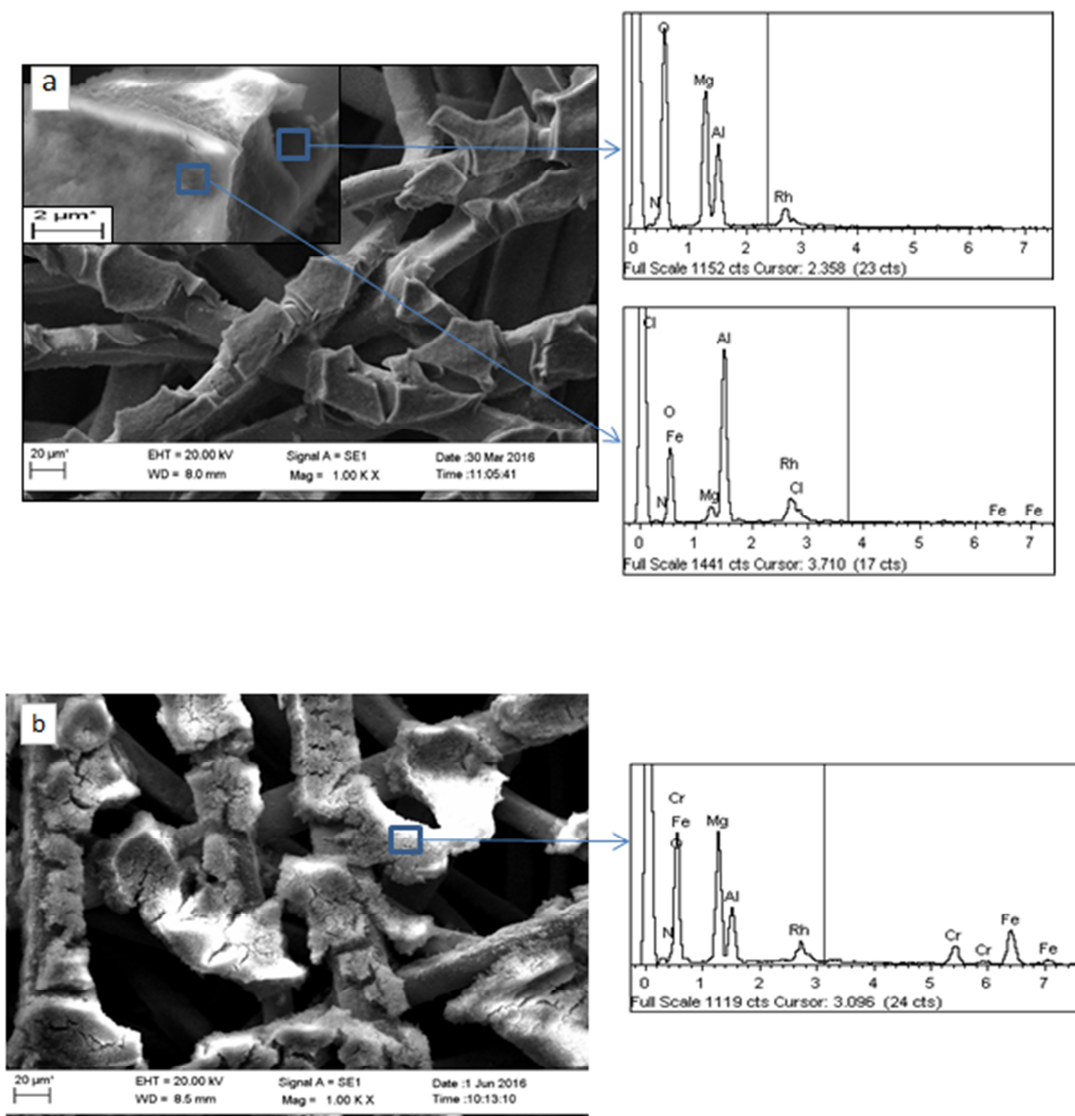 a
2 µm*
20 µm*
EHT = 20.00 kV
Signal A = SE1
Date :30 Mar 2016
WD = 8.0 mm
Mag = 1.00 K X
Time :11:05:41
O
Mg
Al
N
Rh
0 1 2 3 4 5 6 7
Full Scale 1152 cts Cursor: 2.358 (23 cts)
Cl
Al
O
Fe
Rh
N
Mg
Cl
Fe Fe
0 1 2 3 4 5 6 7
Full Scale 1441 cts Cursor: 3.710 (17 cts)
b
20 µm*
EHT = 20.00 kV
Signal A = SE1
Date :1 Jun 2016
WD = 8.5 mm
Mag = 1.00 K X
Time :10:13:10
Cr
Fe
Mg
O
Al
N
Rh
Cr
Cr
Fe
Fe
0 1 2 3 4 5 6 7
Full Scale 1119 cts Cursor: 3.096 (24 cts)